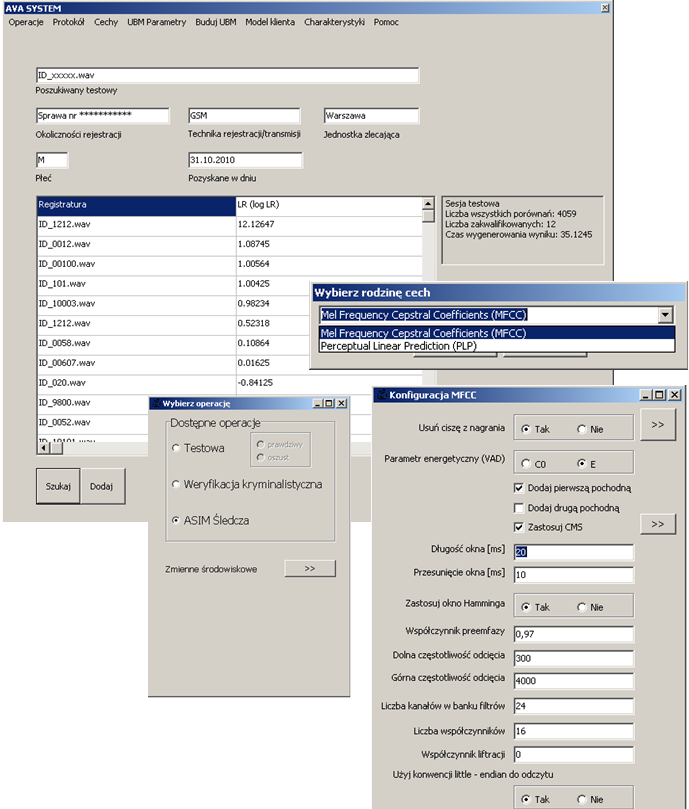 AVA SYSTEM
Operacje Protokół Cechy UBM Parametry Buduj UBM Model klienta Charakterystyki Pomoc
ID_xxxxx.wav
Poszukiwany testowy
Sprawa nr *********** GSM Warszawa
Okoliczności rejestracji Technika rejestracji/transmisji Jednostka zlecająca
M 31.10.2010
Płeć Pozyskane w dniu
Registratura LR (log LR)
ID_1212.wav 12.12647
ID_0012.wav 1.08745
ID_00100.wav 1.00564
ID_101.wav 1.00425
ID_10003.wav 0.98234
ID_1212.wav 0.52318
ID_0058.wav 0.10864
ID_00607.wav 0.01625
ID_020.wav -0.84125
ID_9800.wav
ID_0052.wav
Szukaj Dodaj
Sesja testowa
Liczba wszystkich porównań: 4059
Liczba zakwalifikowanych: 12
Czas wygenerowania wyniku: 35.1245
Wybierz rodzinę cech
Mel Frequency Cepstral Coefficients (MFCC)
Mel Frequency Cepstral Coefficients (MFCC)
Perceptual Linear Prediction (PLP)
Wybierz operację
Dostępne operacje
Testowa
prawdziwy
oszust
Weryfikacja kryminalistyczna
ASIM Śledcza
Zmienne środowiskowe >>
Konfiguracja MFCC
Usuń ciszę z nagrania Tak Nie >>
Parametr energetyczny (VAD) C0 E
Dodaj pierwszą pochodną
Dodaj drugą pochodną
Zastosuj CMS >>
Długość okna [ms] 20
Przesunięcie okna [ms] 10
Zastosuj okno Hamminga Tak Nie
Współczynnik preemfazy 0,97
Dolna częstotliwość odcięcia 300
Górna częstotliwość odcięcia 4000
Liczba kanałów w banku filtrów 24
Liczba współczynników 16
Współczynnik liftracji 0
Użyj konwencji little - endian do odczytu
Tak Nie